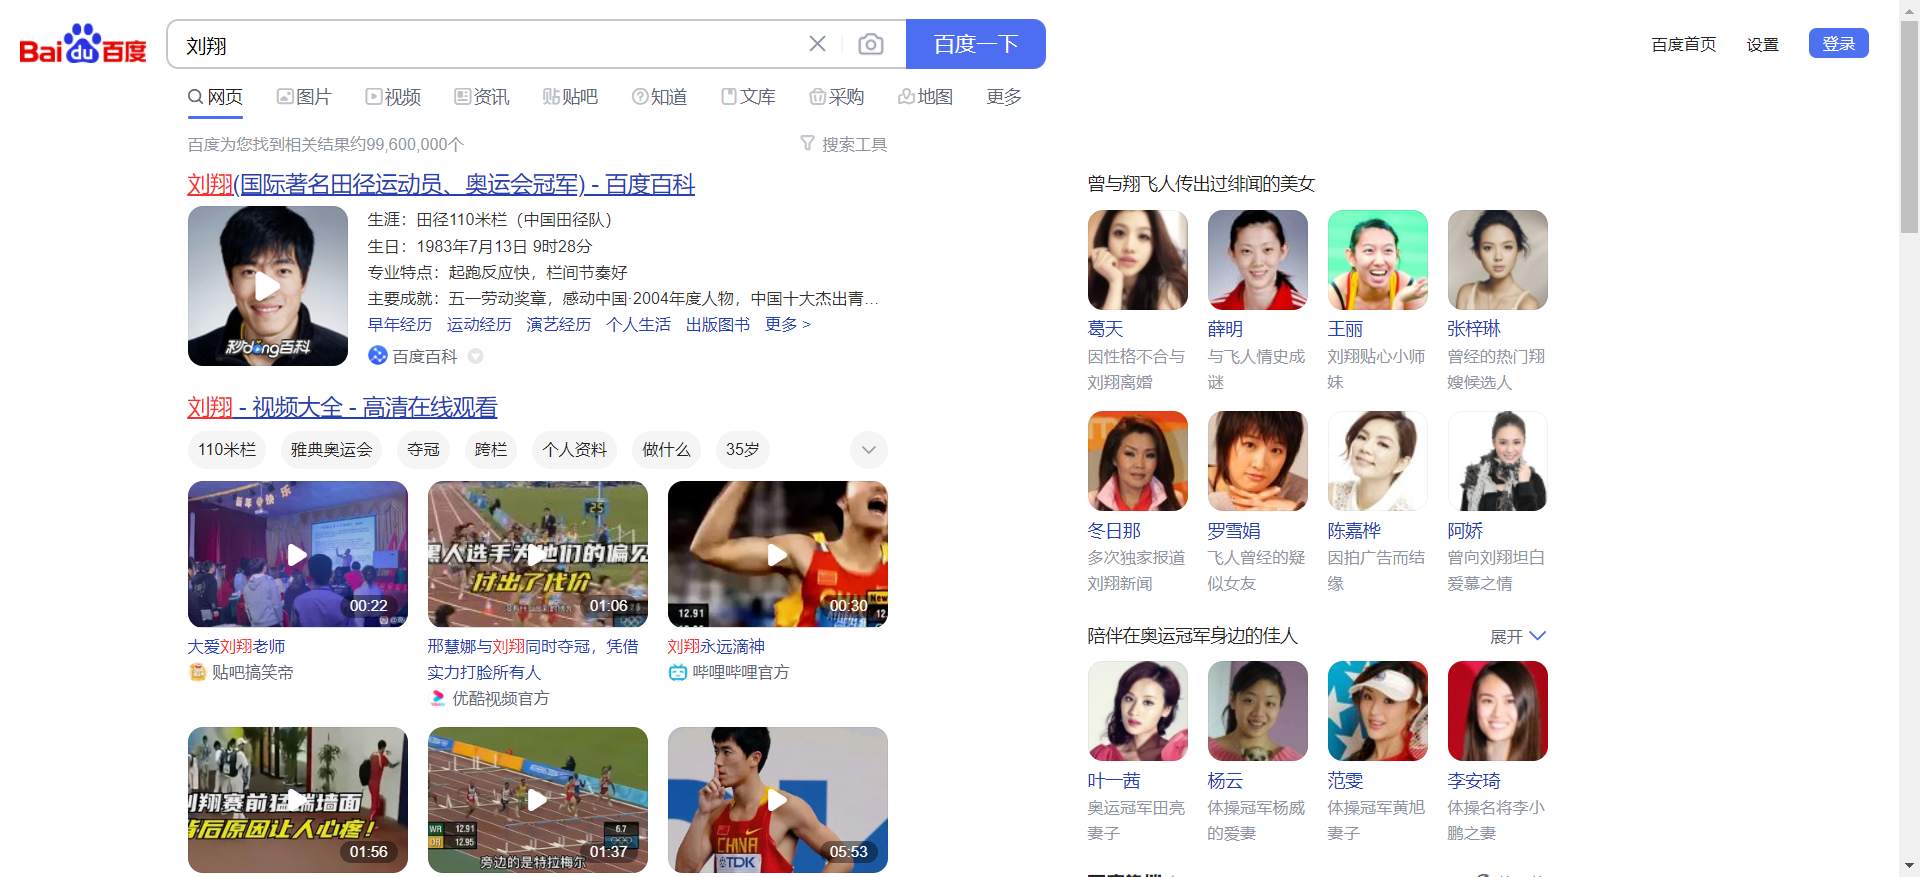 Bai du 百度
刘翔
百度一下
百度首页
设置
登录
网页
图片
视频
资讯
贴吧
知道
文库
采购
地图
更多
百度为您找到相关结果约99,600,000个
搜索工具
刘翔(国际著名田径运动员、奥运会冠军) - 百度百科
秒dong百科
生涯：田径110米栏（中国田径队）
生日：1983年7月13日 9时28分
专业特点：起跑反应快，栏间节奏好
主要成就：五一劳动奖章，感动中国·2004年度人物，中国十大杰出青...
早年经历 运动经历 演艺经历 个人生活 出版图书 更多 >
百度百科
刘翔 - 视频大全 - 高清在线观看
110米栏
雅典奥运会
夺冠
跨栏
个人资料
做什么
35岁
00:22
黑人选手为他们的偏见
付出了代价
01:06
12.91
00:30
大爱刘翔老师
贴吧搞笑帝
邢慧娜与刘翔同时夺冠，凭借
实力打脸所有人
优酷视频官方
刘翔永远滴神
哔哩哔哩官方
刘翔赛前猛踹墙面
背后原因让人心疼！
01:56
WR 12.91
OR 12.95
6.7
旁边的是特拉梅尔
01:37
CHINA
TDK
05:53
曾与翔飞人传出过绯闻的美女
葛天
因性格不合与
刘翔离婚
薛明
与飞人情史成
谜
王丽
刘翔贴心小师
妹
张梓琳
曾经的热门翔
嫂候选人
冬日那
多次独家报道
刘翔新闻
罗雪娟
飞人曾经的疑
似女友
陈嘉桦
因拍广告而结
缘
阿娇
曾向刘翔坦白
爱慕之情
陪伴在奥运冠军身边的佳人
展开
叶一茜
奥运冠军田亮
妻子
杨云
体操冠军杨威
的爱妻
范雯
体操冠军黄旭
妻子
李安琦
体操名将李小
鹏之妻